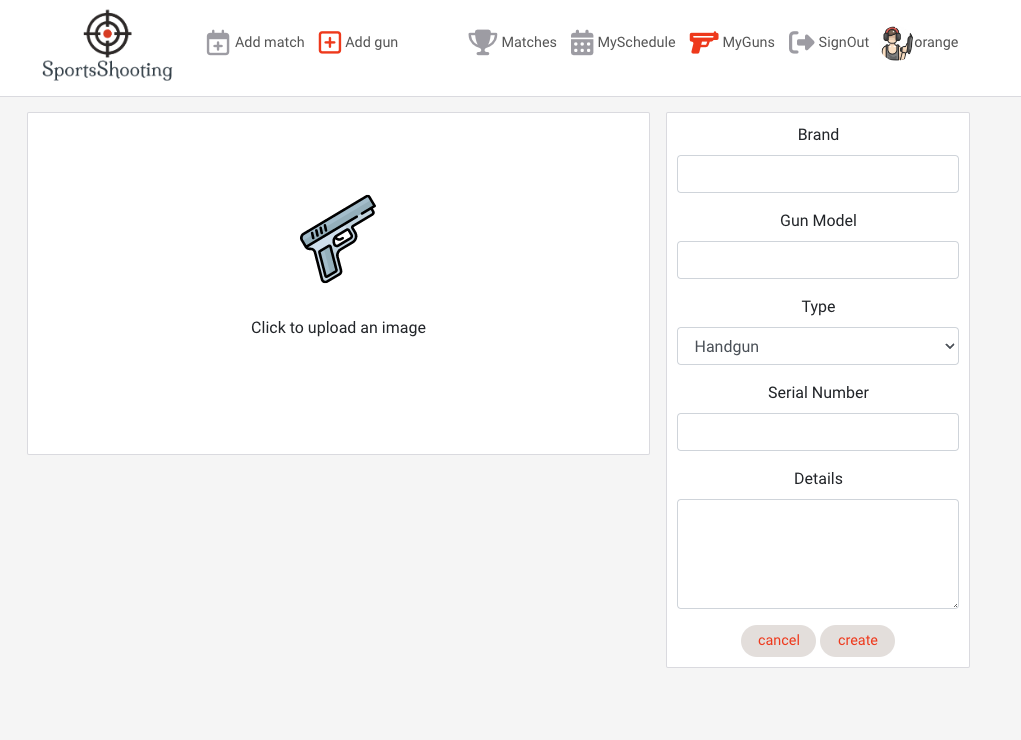 SportsShooting
Add match
Add gun
Matches
MySchedule
MyGuns
SignOut
orange
Click to upload an image
Brand
Gun Model
Type
Handgun
Serial Number
Details
cancel
create